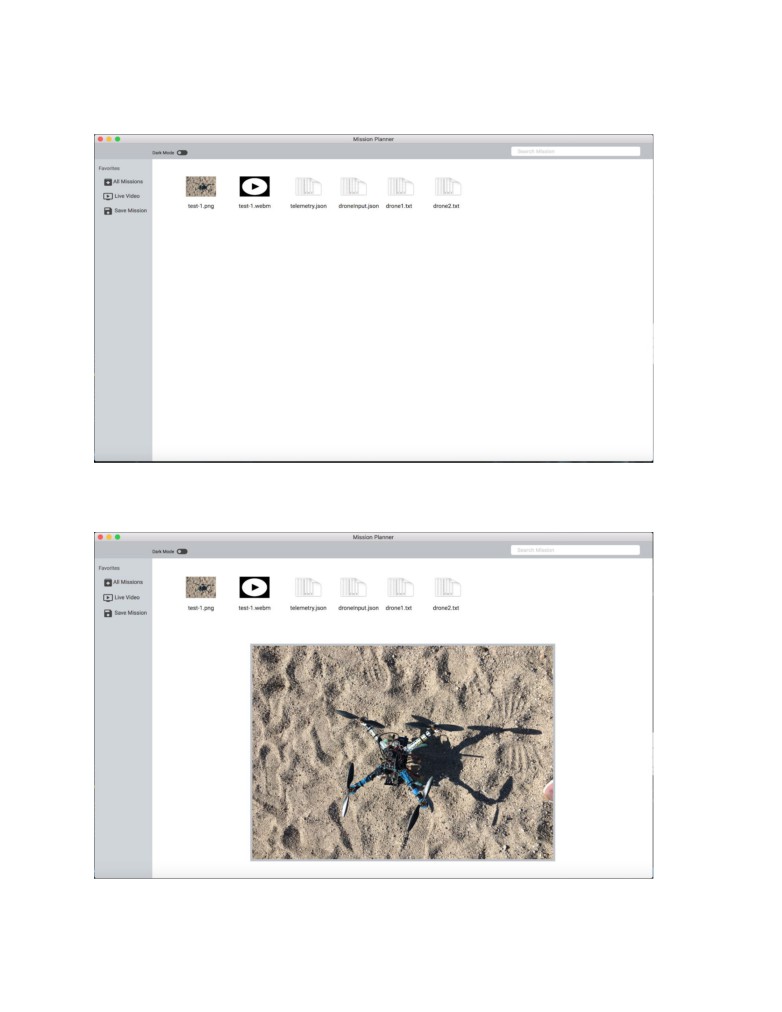 Mission Planner
Dark Mode
Search Mission
Favorites
All Missions
Live Video
Save Mission
test-1.png
test-1.webm
telemetry.json
droneInput.json
drone1.txt
drone2.txt
Mission Planner
Dark Mode
Search Mission
Favorites
All Missions
Live Video
Save Mission
test-1.png
test-1.webm
telemetry.json
droneInput.json
drone1.txt
drone2.txt